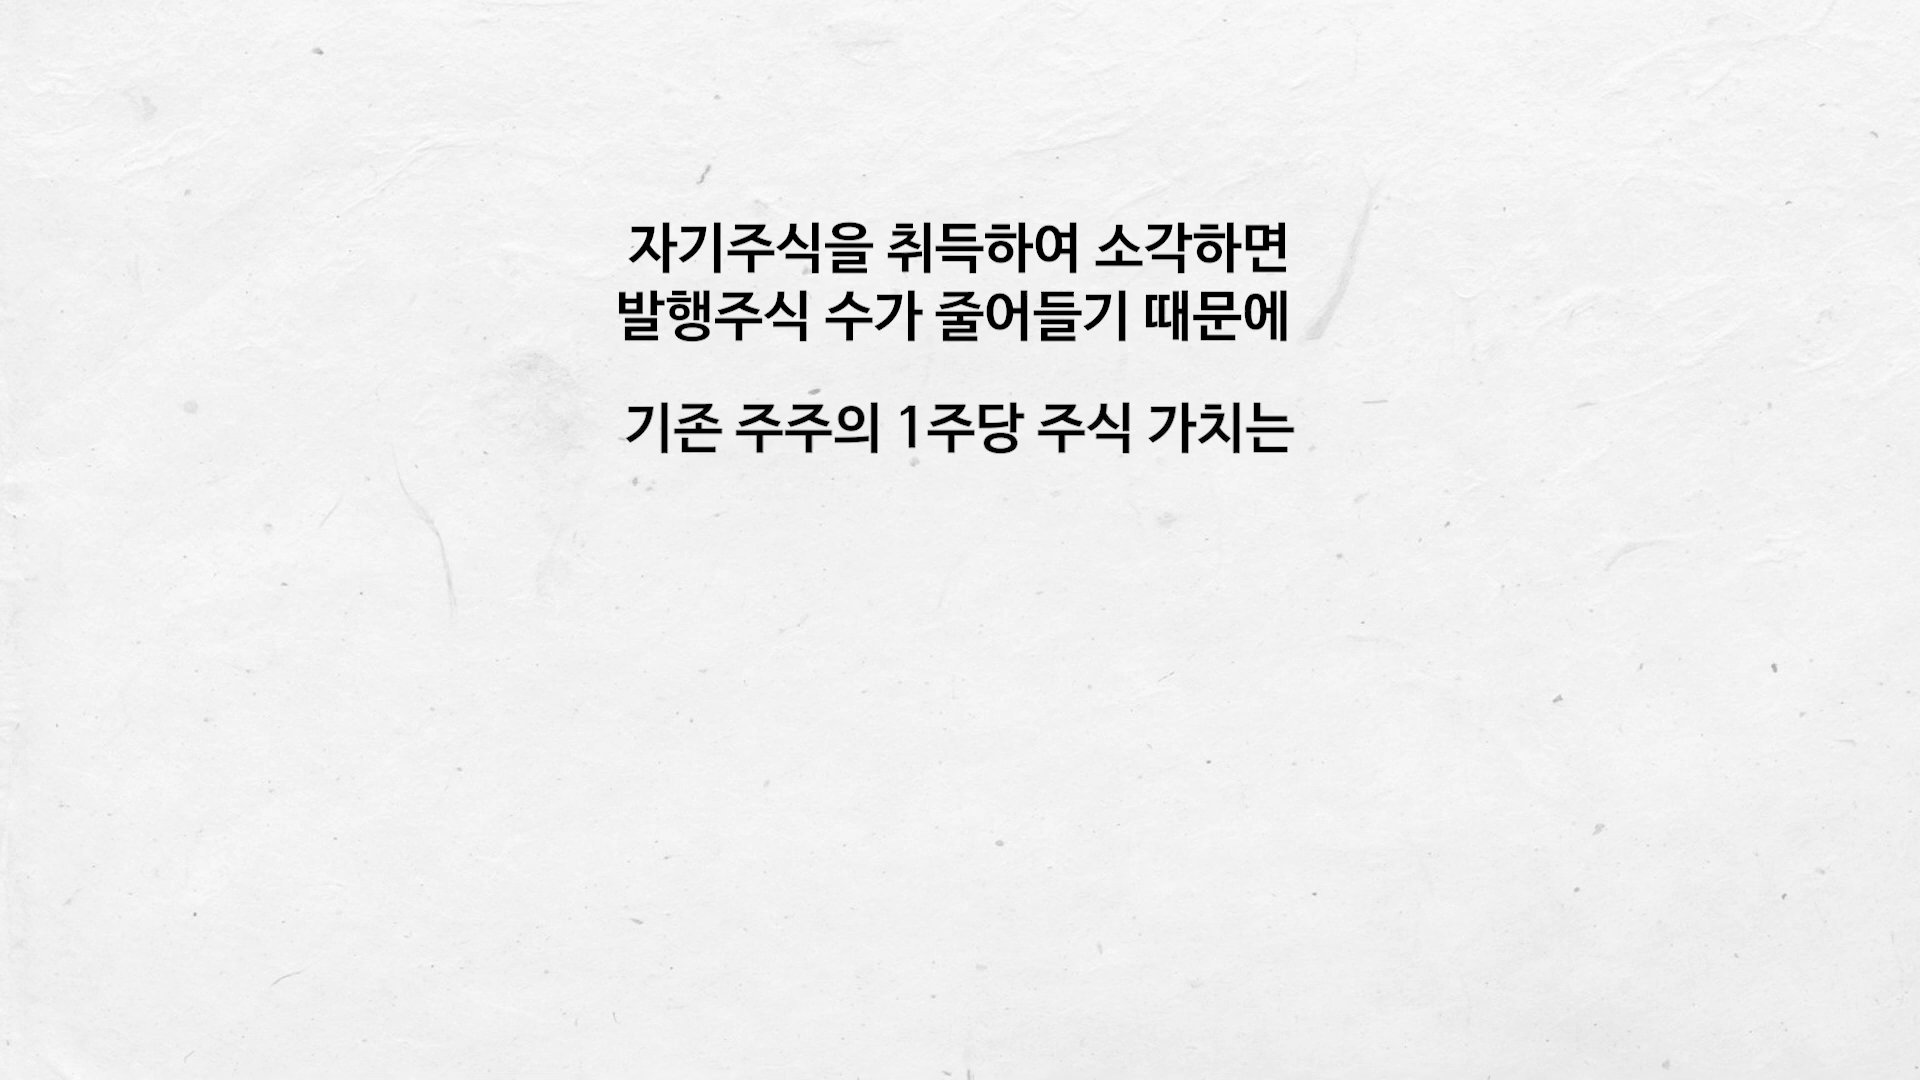 자기주식을 취득하여 소각하면
발행주식 수가 줄어들기 때문에
기존 주주의 1주당 주식 가치는